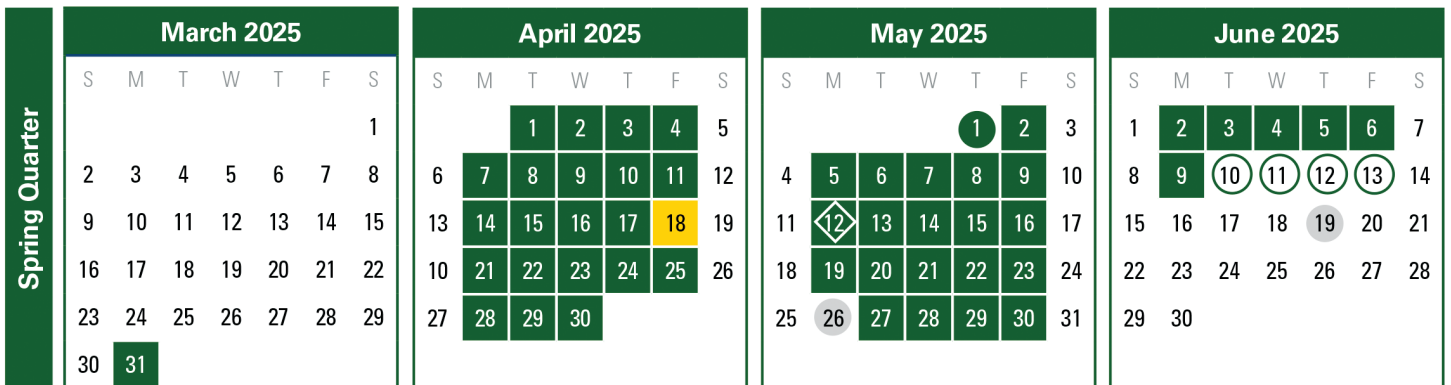 Spring Quarter
March 2025
S M T W T F S
1
2 3 4 5 6 7 8
9 10 11 12 13 14 15
16 17 18 19 20 21 22
23 24 25 26 27 28 29
30 31
April 2025
S M T W T F S
1 2 3 4 5
6 7 8 9 10 11 12
13 14 15 16 17 18 19
10 21 22 23 24 25 26
27 28 29 30
May 2025
S M T W T F S
1 2 3
4 5 6 7 8 9 10
11 12 13 14 15 16 17
18 19 20 21 22 23 24
25 26 27 28 29 30 31
June 2025
S M T W T F S
1 2 3 4 5 6 7
8 9 10 11 12 13 14
15 16 17 18 19 20 21
22 23 24 25 26 27 28
29 30